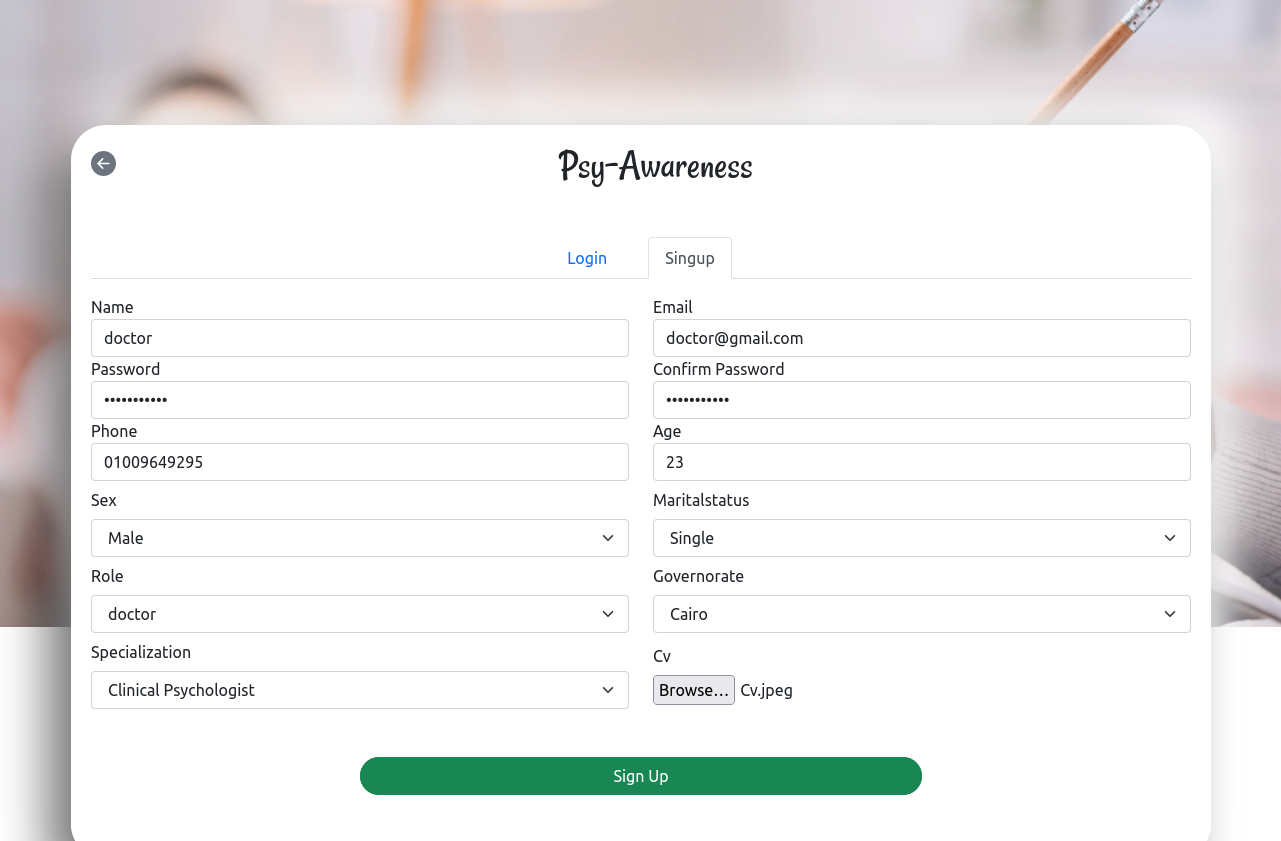 Psy-Awareness
Login Singup
Name Email
doctor doctor@gmail.com
Password Confirm Password
••••••••••• •••••••••••
Phone Age
01009649295 23
Sex Maritalstatus
Male Single
Role Governorate
doctor Cairo
Specialization Cv
Clinical Psychologist Browse… Cv.jpeg
Sign Up